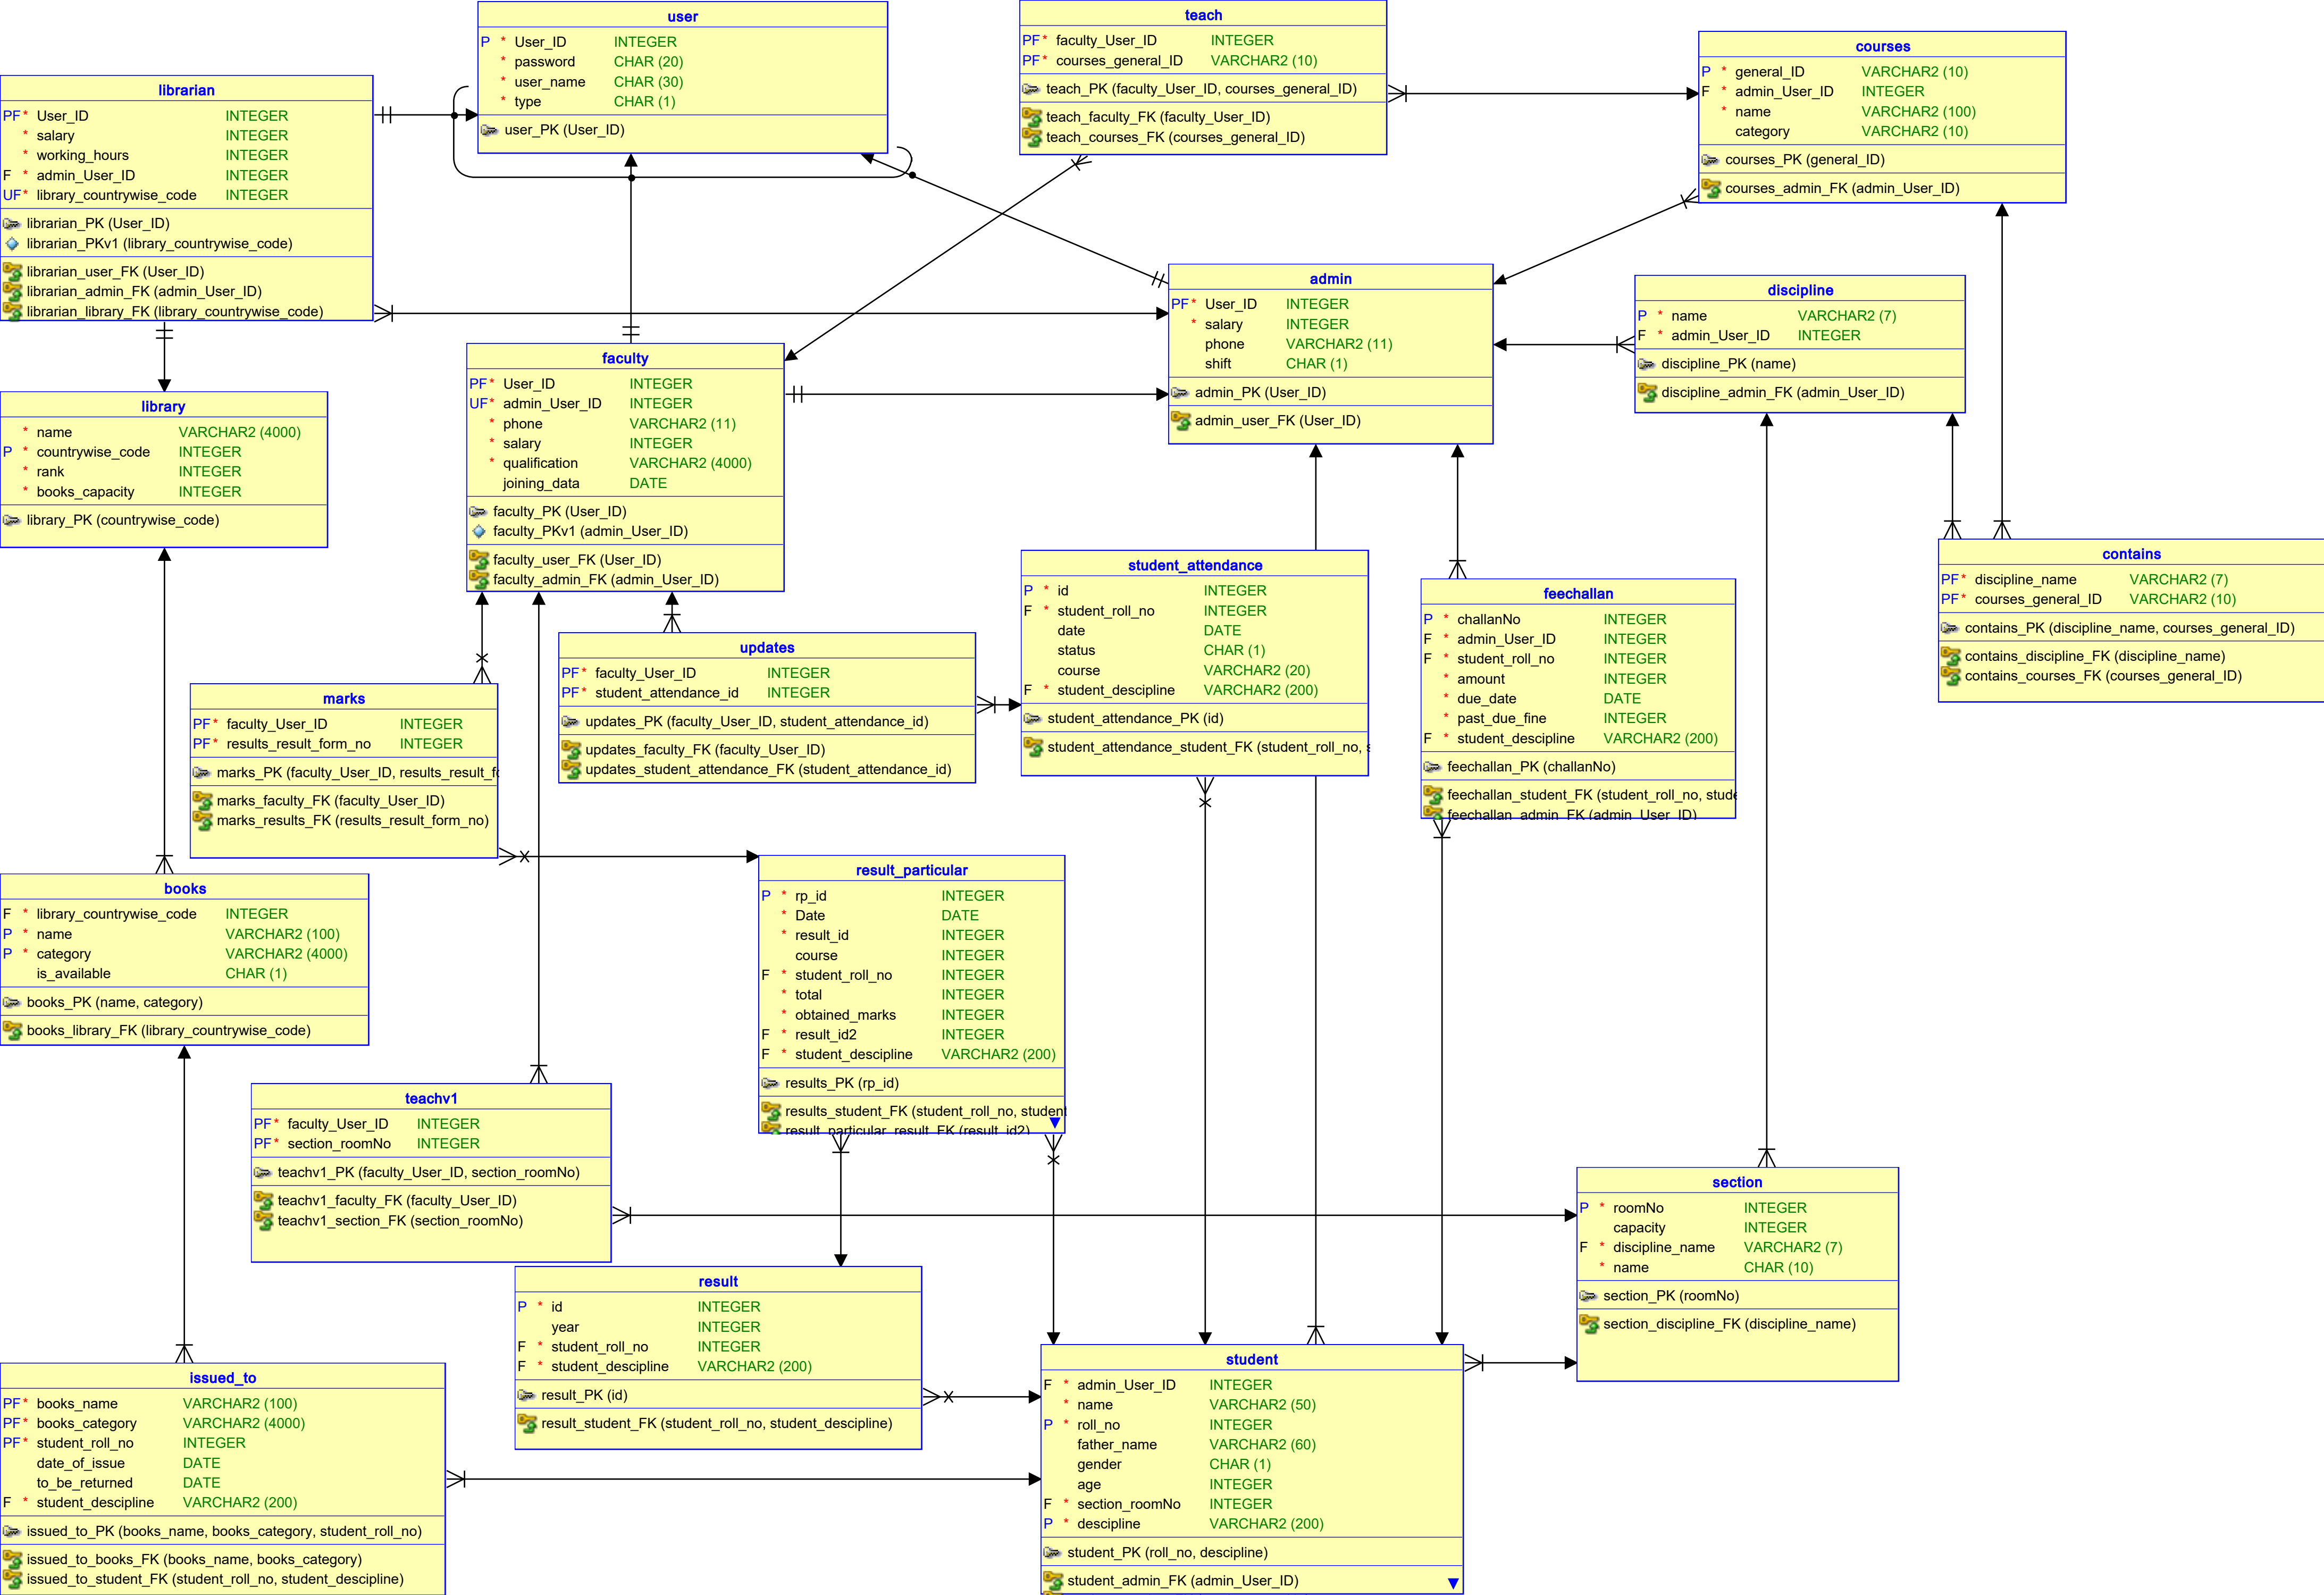 user
P * User_ID INTEGER
* password CHAR (20)
* user_name CHAR (30)
* type CHAR (1)
user_PK (User_ID)
teach
PF* faculty_User_ID INTEGER
PF* courses_general_ID VARCHAR2 (10)
teach_PK (faculty_User_ID, courses_general_ID)
teach_faculty_FK (faculty_User_ID)
teach_courses_FK (courses_general_ID)
courses
P * general_ID VARCHAR2 (10)
F * admin_User_ID INTEGER
* name VARCHAR2 (100)
category VARCHAR2 (10)
courses_PK (general_ID)
courses_admin_FK (admin_User_ID)
librarian
PF* User_ID INTEGER
* salary INTEGER
* working_hours INTEGER
F * admin_User_ID INTEGER
UF* library_countrywise_code INTEGER
librarian_PK (User_ID)
librarian_PKv1 (library_countrywise_code)
librarian_user_FK (User_ID)
librarian_admin_FK (admin_User_ID)
librarian_library_FK (library_countrywise_code)
admin
PF* User_ID INTEGER
* salary INTEGER
phone VARCHAR2 (11)
shift CHAR (1)
admin_PK (User_ID)
admin_user_FK (User_ID)
discipline
P * name VARCHAR2 (7)
F * admin_User_ID INTEGER
discipline_PK (name)
discipline_admin_FK (admin_User_ID)
faculty
PF* User_ID INTEGER
UF* admin_User_ID INTEGER
* phone VARCHAR2 (11)
* salary INTEGER
* qualification VARCHAR2 (4000)
joining_data DATE
faculty_PK (User_ID)
faculty_PKv1 (admin_User_ID)
faculty_user_FK (User_ID)
faculty_admin_FK (admin_User_ID)
library
* name VARCHAR2 (4000)
P * countrywise_code INTEGER
* rank INTEGER
* books_capacity INTEGER
library_PK (countrywise_code)
student_attendance
P * id INTEGER
F * student_roll_no INTEGER
date DATE
status CHAR (1)
course VARCHAR2 (20)
F * student_descipline VARCHAR2 (200)
student_attendance_PK (id)
student_attendance_student_FK (student_roll_no, s
feechallan
P * challanNo INTEGER
F * admin_User_ID INTEGER
F * student_roll_no INTEGER
* amount INTEGER
* due_date DATE
* past_due_fine INTEGER
F * student_descipline VARCHAR2 (200)
feechallan_PK (challanNo)
feechallan_student_FK (student_roll_no, stude
feechallan_admin_FK (admin_User_ID)
contains
PF* discipline_name VARCHAR2 (7)
PF* courses_general_ID VARCHAR2 (10)
contains_PK (discipline_name, courses_general_ID)
contains_discipline_FK (discipline_name)
contains_courses_FK (courses_general_ID)
updates
PF* faculty_User_ID INTEGER
PF* student_attendance_id INTEGER
updates_PK (faculty_User_ID, student_attendance_id)
updates_faculty_FK (faculty_User_ID)
updates_student_attendance_FK (student_attendance_id)
marks
PF* faculty_User_ID INTEGER
PF* results_result_form_no INTEGER
marks_PK (faculty_User_ID, results_result_fo
marks_faculty_FK (faculty_User_ID)
marks_results_FK (results_result_form_no)
result_particular
P * rp_id INTEGER
* Date DATE
* result_id INTEGER
course INTEGER
F * student_roll_no INTEGER
* total INTEGER
* obtained_marks INTEGER
F * result_id2 INTEGER
F * student_descipline VARCHAR2 (200)
results_PK (rp_id)
results_student_FK (student_roll_no, student
result_particular_result_FK (result_id2)
books
F * library_countrywise_code INTEGER
P * name VARCHAR2 (100)
P * category VARCHAR2 (4000)
is_available CHAR (1)
books_PK (name, category)
books_library_FK (library_countrywise_code)
teachv1
PF* faculty_User_ID INTEGER
PF* section_roomNo INTEGER
teachv1_PK (faculty_User_ID, section_roomNo)
teachv1_faculty_FK (faculty_User_ID)
teachv1_section_FK (section_roomNo)
section
P * roomNo INTEGER
capacity INTEGER
F * discipline_name VARCHAR2 (7)
* name CHAR (10)
section_PK (roomNo)
section_discipline_FK (discipline_name)
result
P * id INTEGER
year INTEGER
F * student_roll_no INTEGER
F * student_descipline VARCHAR2 (200)
result_PK (id)
result_student_FK (student_roll_no, student_descipline)
student
F * admin_User_ID INTEGER
* name VARCHAR2 (50)
P * roll_no INTEGER
father_name VARCHAR2 (60)
gender CHAR (1)
age INTEGER
F * section_roomNo INTEGER
P * descipline VARCHAR2 (200)
student_PK (roll_no, descipline)
student_admin_FK (admin_User_ID)
issued_to
PF* books_name VARCHAR2 (100)
PF* books_category VARCHAR2 (4000)
PF* student_roll_no INTEGER
date_of_issue DATE
to_be_returned DATE
F * student_descipline VARCHAR2 (200)
issued_to_PK (books_name, books_category, student_roll_no)
issued_to_books_FK (books_name, books_category)
issued_to_student_FK (student_roll_no, student_descipline)